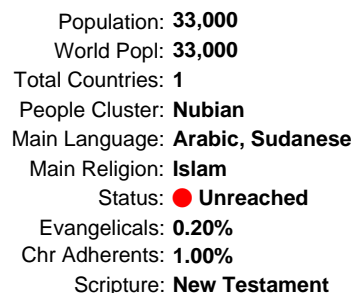 Population: 33,000
World Popl: 33,000
Total Countries: 1
People Cluster: Nubian
Main Language: Arabic, Sudanese
Main Religion: Islam
Status: Unreached
Evangelicals: 0.20%
Chr Adherents: 1.00%
Scripture: New Testament